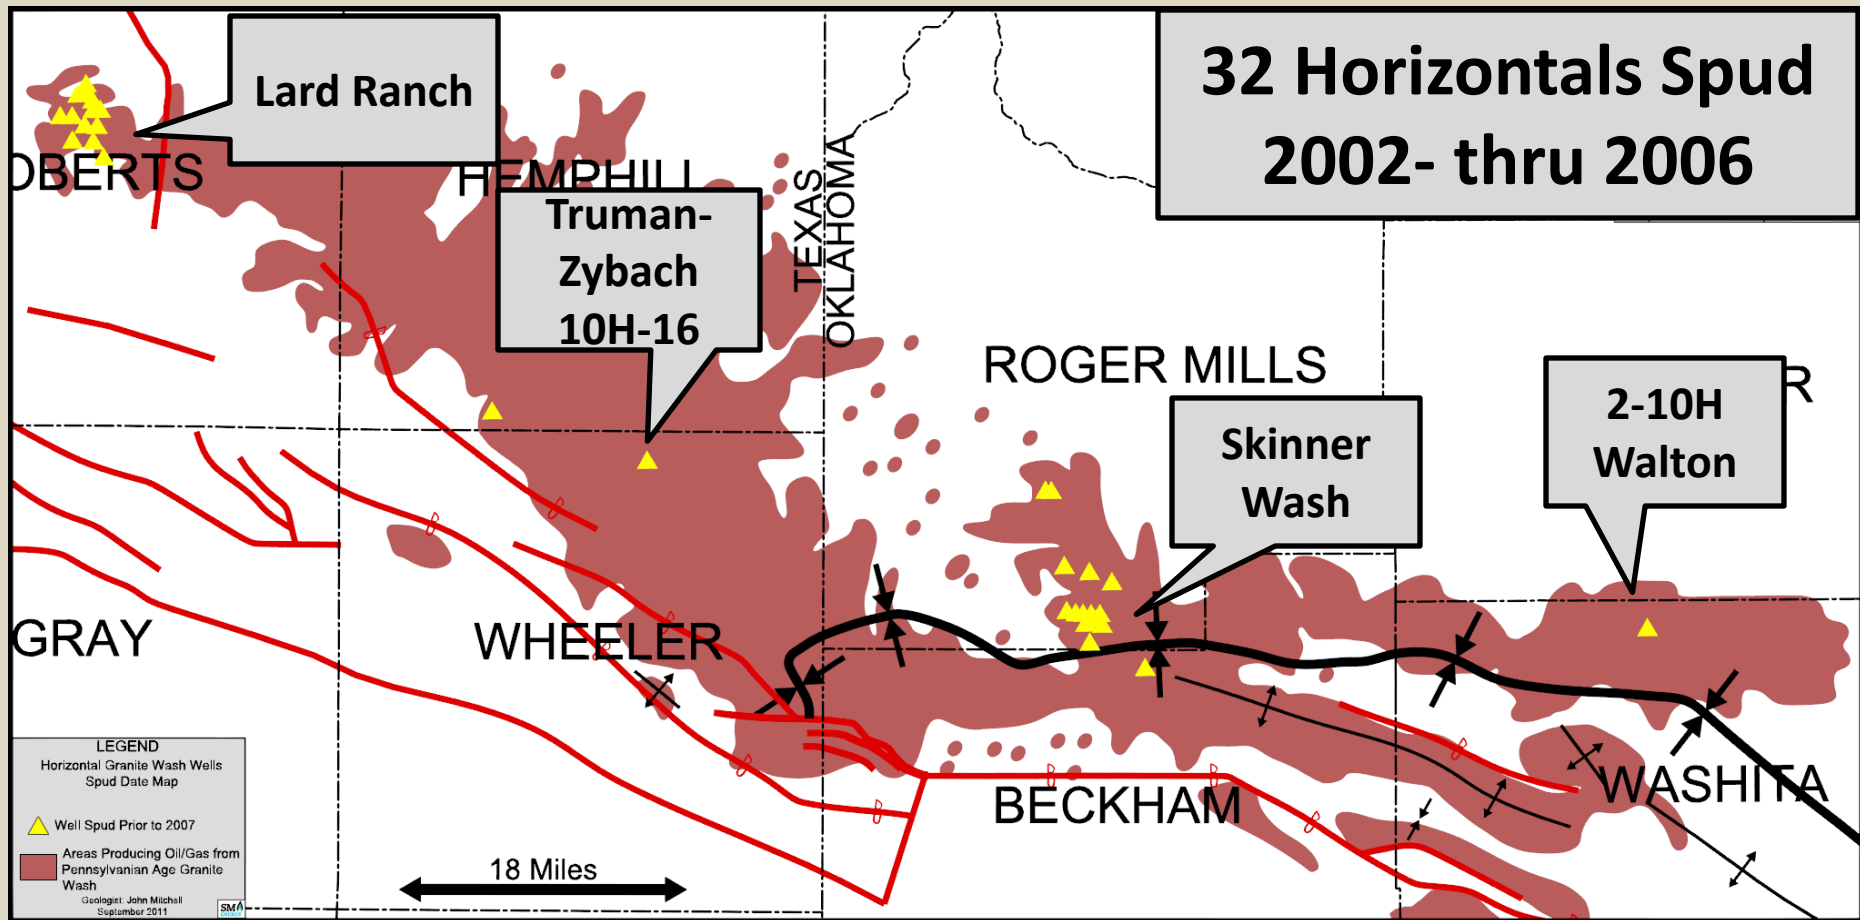 Lard Ranch
32 Horizontals Spud
2002- thru 2006
OBERTS
HEMPHILL
Truman-
Zybach
10H-16
TEXAS
OKLAHOMA
ROGER MILLS
R
2-10H
Walton
Skinner
Wash
GRAY
WHEELER
WASHITA
BECKHAM
18 Miles
LEGEND
Horizontal Granite Wash Wells
Spud Date Map
Well Spud Prior to 2007
Areas Producing Oil/Gas from
Pennsylvanian Age Granite
Wash
Geologist: John Mitchell
September 2011
SM
ENERGY